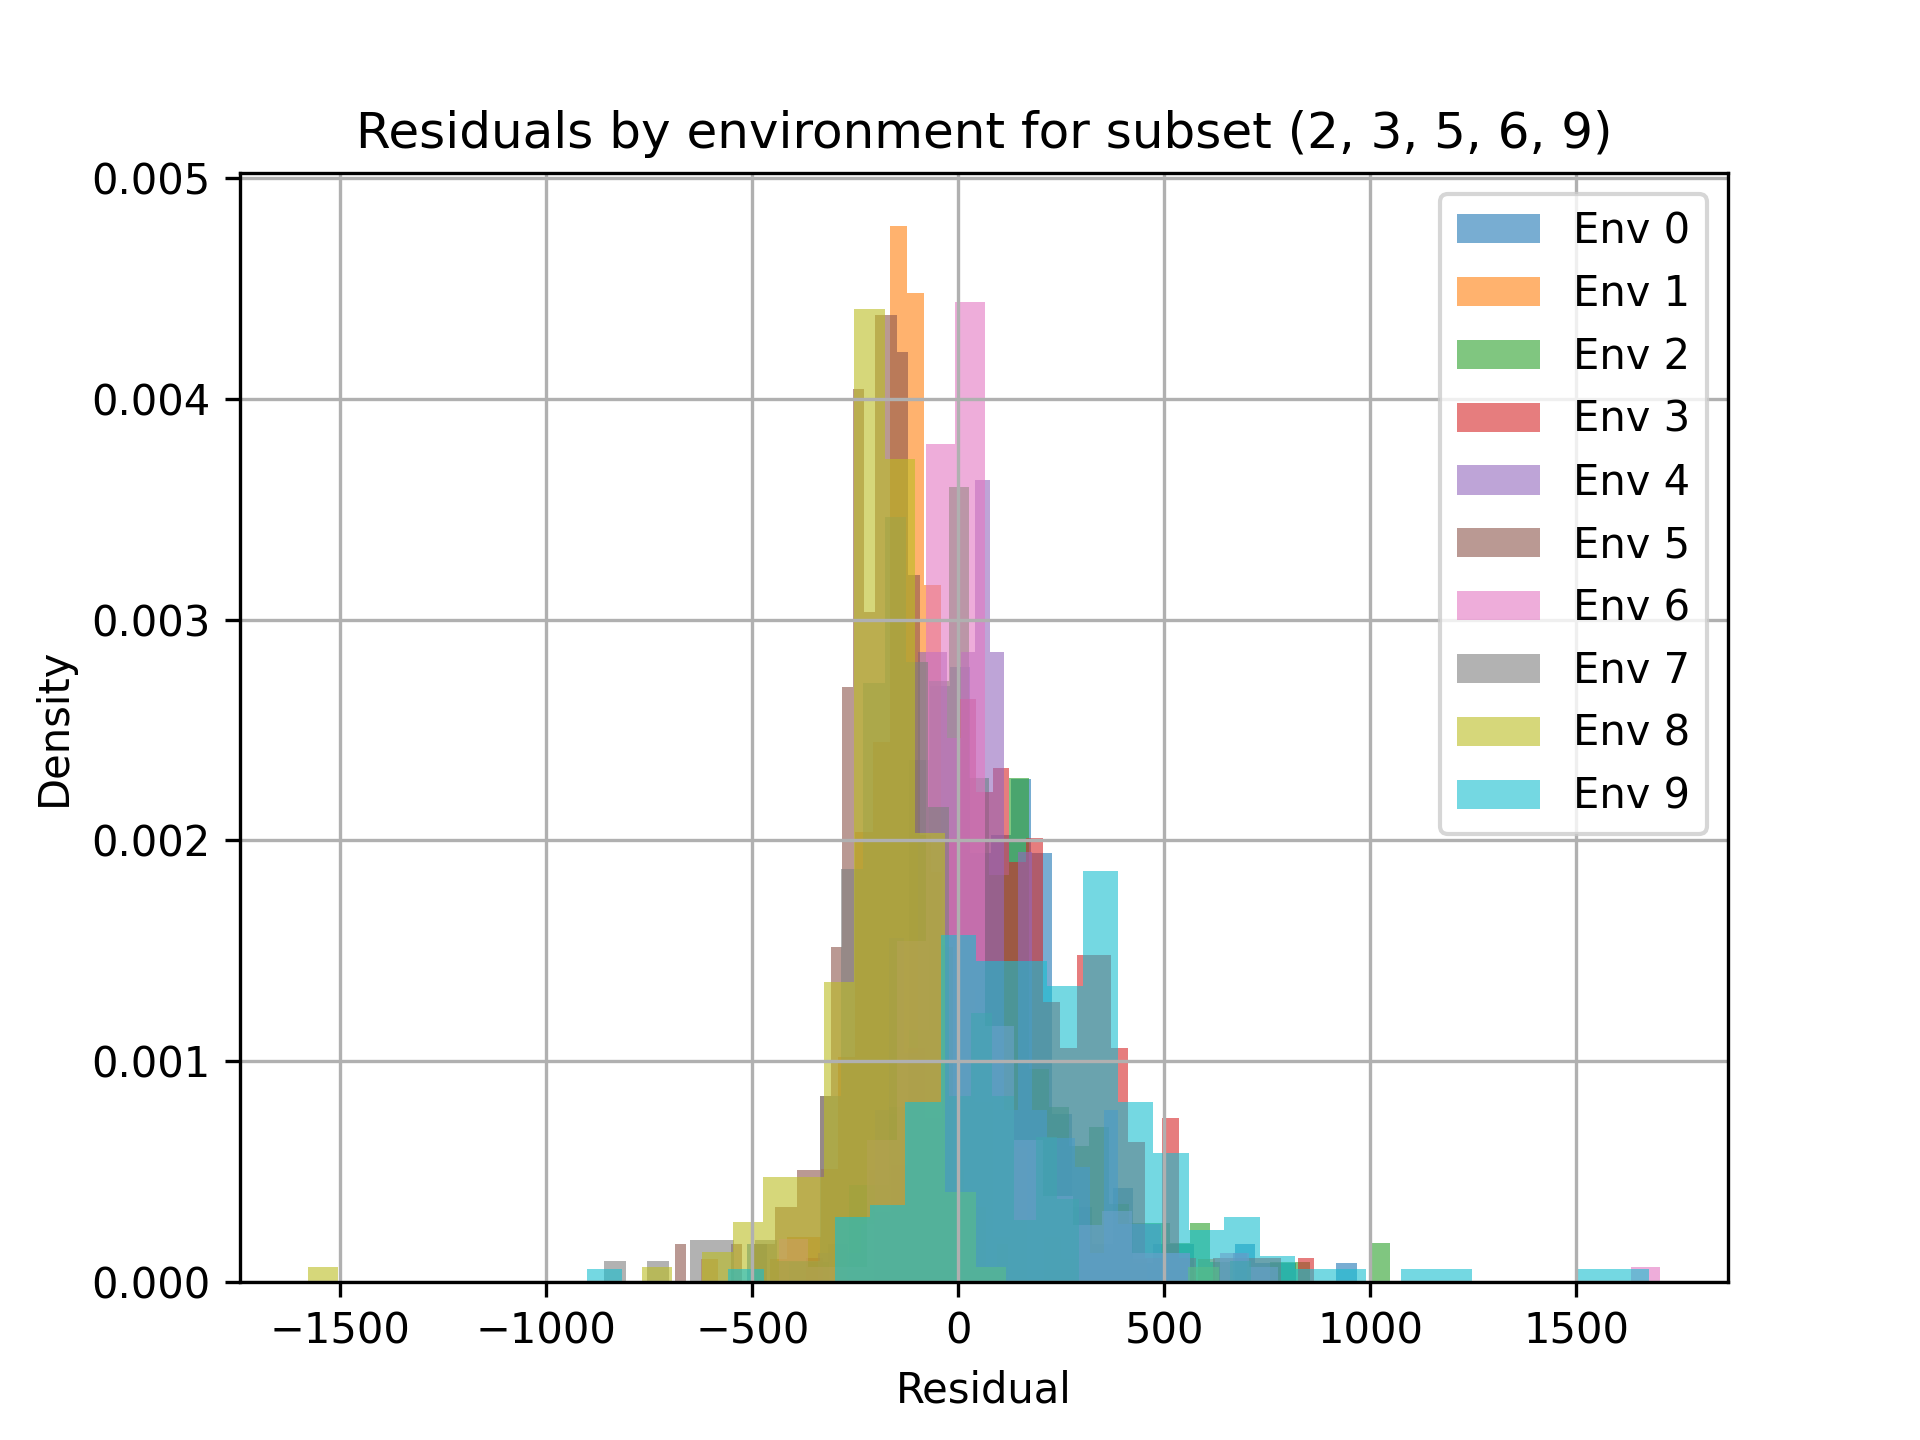 Residuals by environment for subset (2, 3, 5, 6, 9)
0.005
0.004
0.003
0.002
0.001
0.000
Density
Env 0
Env 1
Env 2
Env 3
Env 4
Env 5
Env 6
Env 7
Env 8
Env 9
−1500 −1000 −500 0 500 1000 1500
Residual